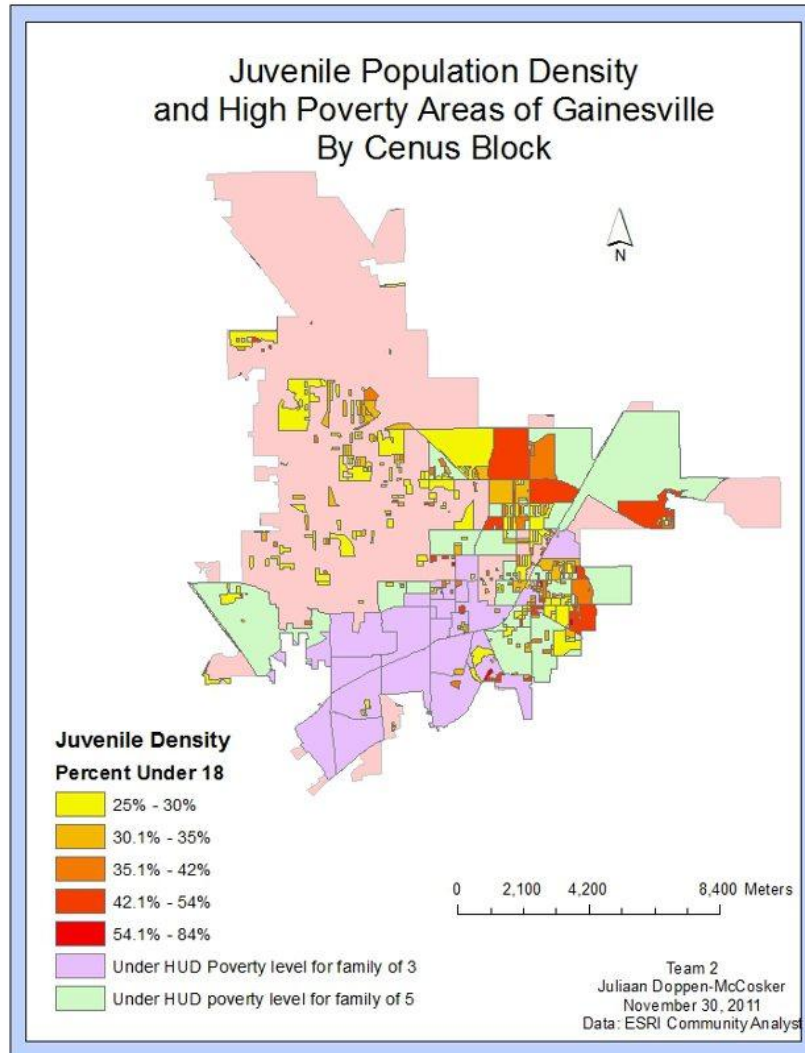 Juvenile Population Density
and High Poverty Areas of Gainesville
By Cenus Block
N
Juvenile Density
Percent Under 18
25% - 30%
30.1% - 35%
35.1% - 42%
42.1% - 54%
54.1% - 84%
Under HUD Poverty level for family of 3
Under HUD poverty level for family of 5
0 2,100 4,200 8,400 Meters
Team 2
Juliaan Doppen-McCosker
November 30, 2011
Data: ESRI Community Analyst